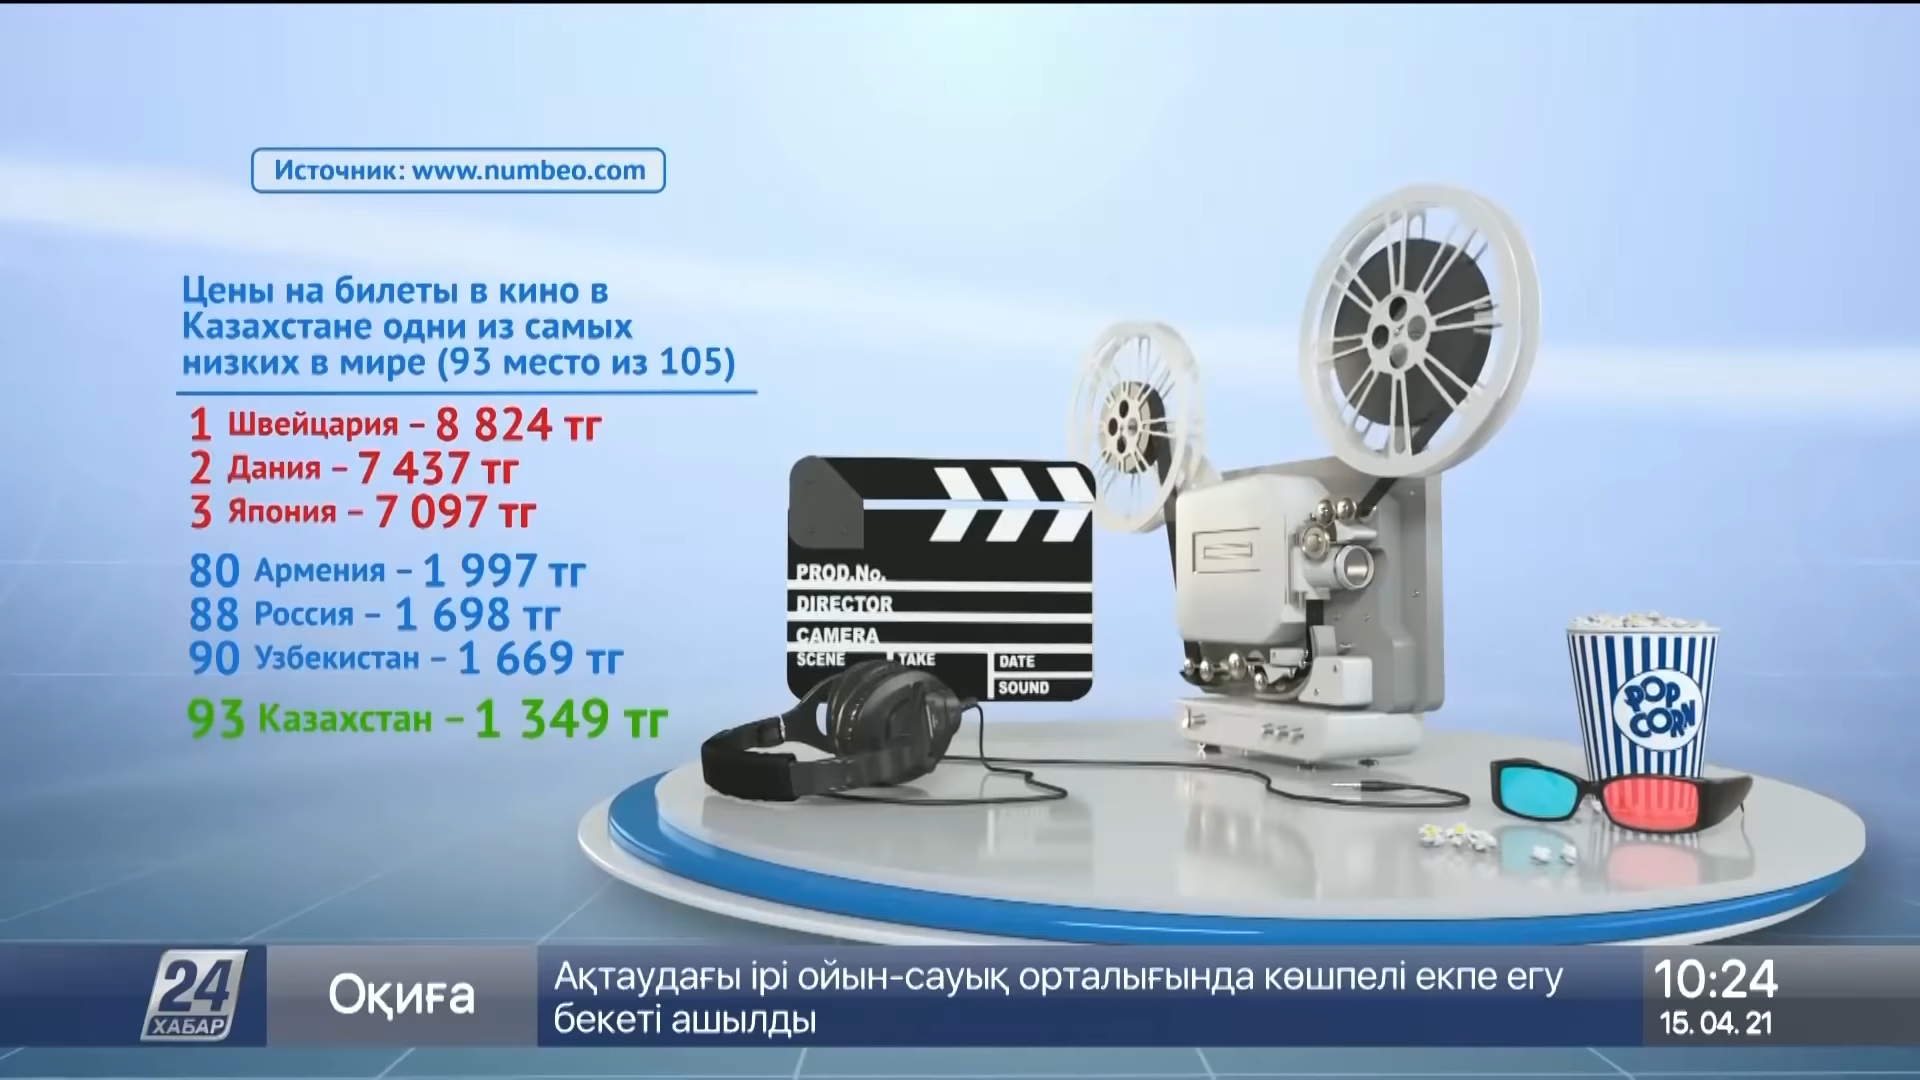 Источник: www.numbeo.com
Цены на билеты в кино в
Казахстане одни из самых
низких в мире (93 место из 105)
1 Швейцария – 8 824 тг
2 Дания – 7 437 тг
3 Япония – 7 097 тг
80 Армения – 1 997 тг
88 Россия – 1 698 тг
90 Узбекистан – 1 669 тг
93 Казахстан – 1 349 тг
PROD.No.
DIRECTOR
CAMERA
SCENE TAKE DATE
SOUND
POP
CORN
24
ХАБАР
Оқиға
Ақтаудағы ірі ойын-сауық орталығында көшпелі екпе егу
бекеті ашылды
10:24
15. 04. 21